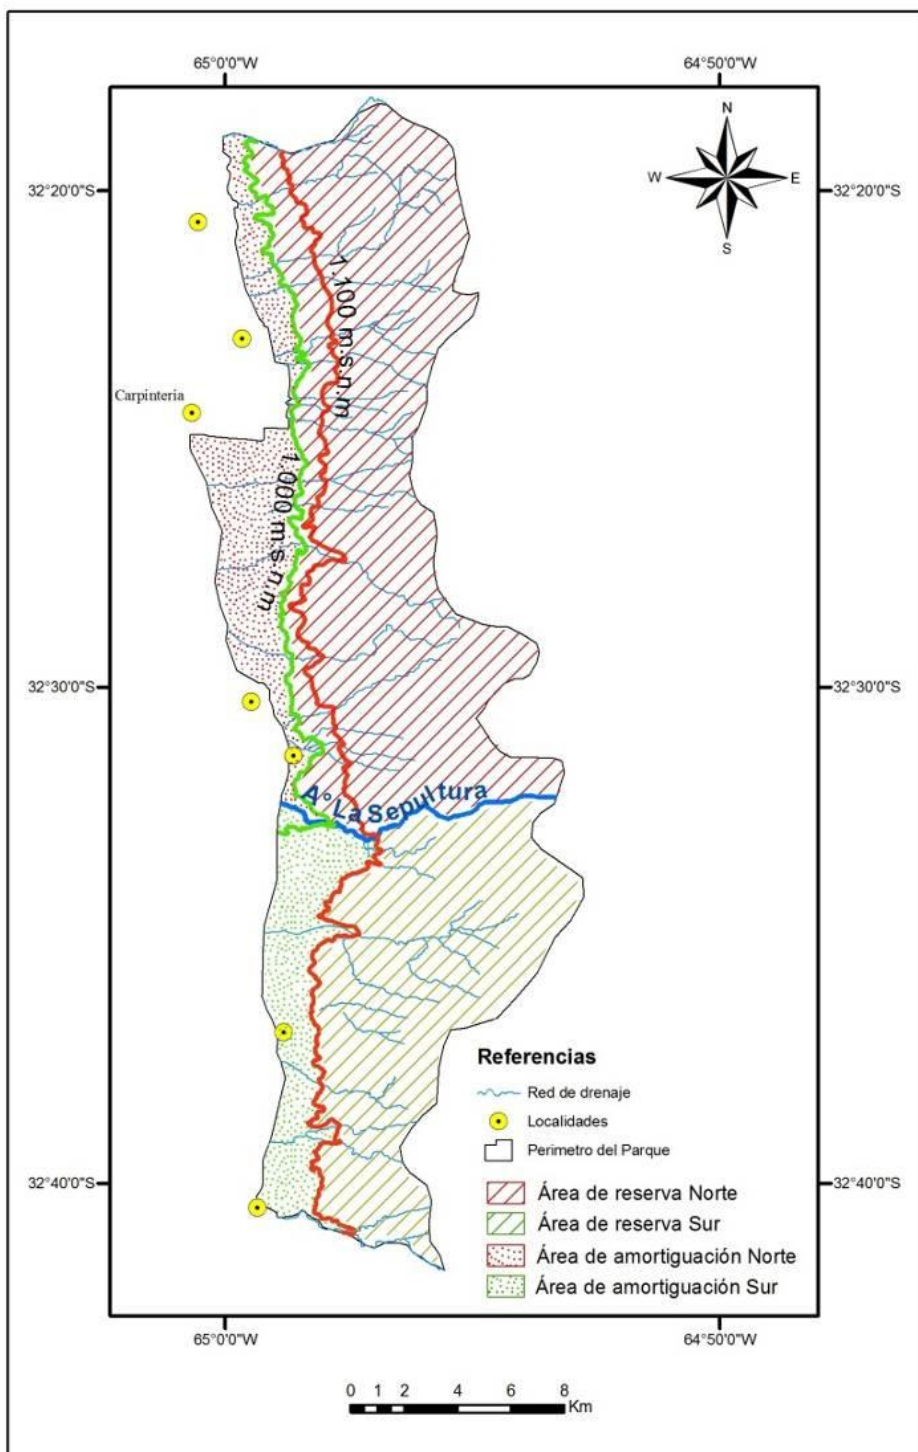 65°0'0"W
64°50'0"W
N
W
E
S
32°20'0"S
32°20'0"S
1.100 m.s.n.m
Carpinteria
1.000 m.s.n.m
32°30'0"S
32°30'0"S
A° La Sepultura
Referencias
Red de drenaje
Localidades
Perimetro del Parque
32°40'0"S
32°40'0"S
Área de reserva Norte
Área de reserva Sur
Área de amortiguación Norte
Área de amortiguación Sur
65°0'0"W
64°50'0"W
0 1 2 4 6 8
Km